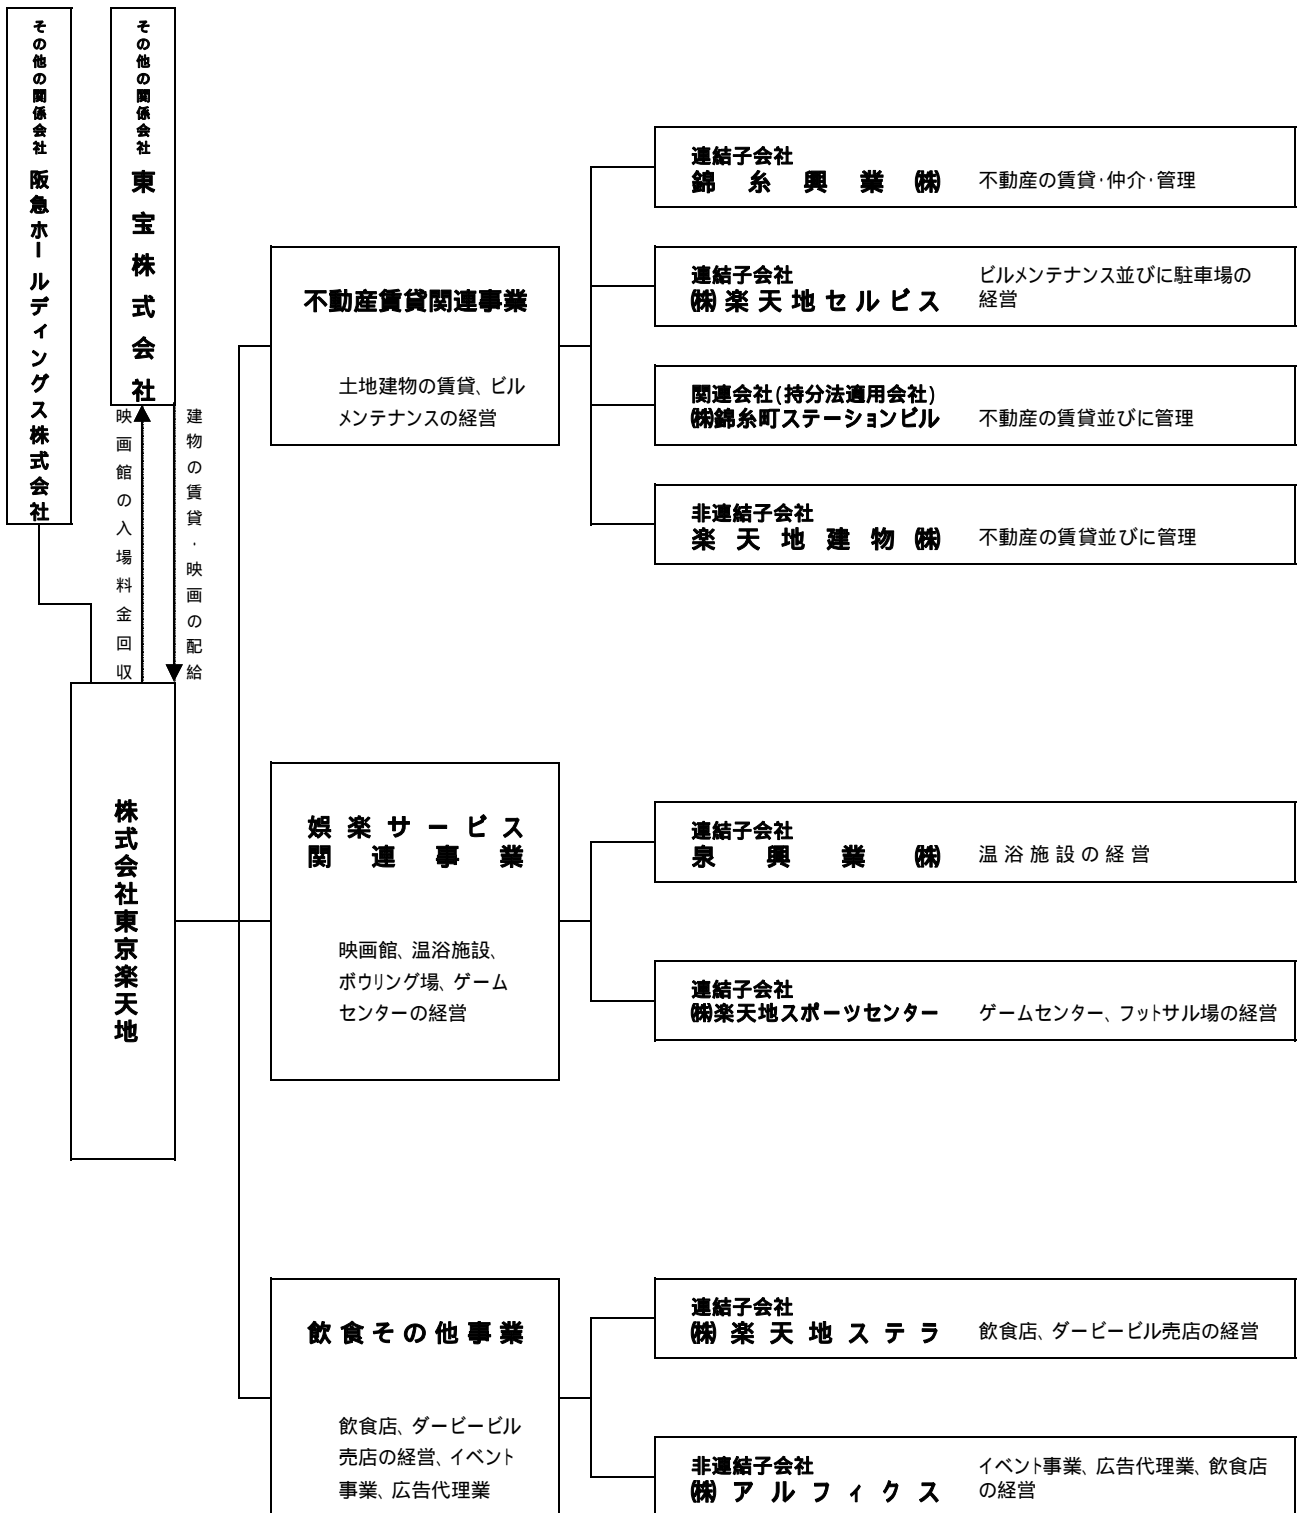 その他の関係会社 阪急ホールディングス株式会社
その他の関係会社 東宝株式会社
映画館の入場料金回収
建物の賃貸・映画の配給
株式会社東京楽天地
不動産賃貸関連事業
土地建物の賃貸、ビル
メンテナンスの経営
連結子会社
錦糸興業㈱ 不動産の賃貸・仲介・管理
連結子会社
㈱楽天地セルビス
ビルメンテナンス並びに駐車場の
経営
関連会社(持分法適用会社)
㈱錦糸町ステーションビル 不動産の賃貸並びに管理
非連結子会社
楽天地建物㈱ 不動産の賃貸並びに管理
娯楽サービス
関連事業
映画館、温浴施設、
ボウリング場、ゲーム
センターの経営
連結子会社
泉興業㈱ 温浴施設の経営
連結子会社
㈱楽天地スポーツセンター ゲームセンター、フットサル場の経営
飲食その他事業
飲食店、ダービービル
売店の経営、イベント
事業、広告代理業
連結子会社
㈱楽天地ステラ 飲食店、ダービービル売店の経営
非連結子会社
㈱アルフィクス
イベント事業、広告代理業、飲食店
の経営